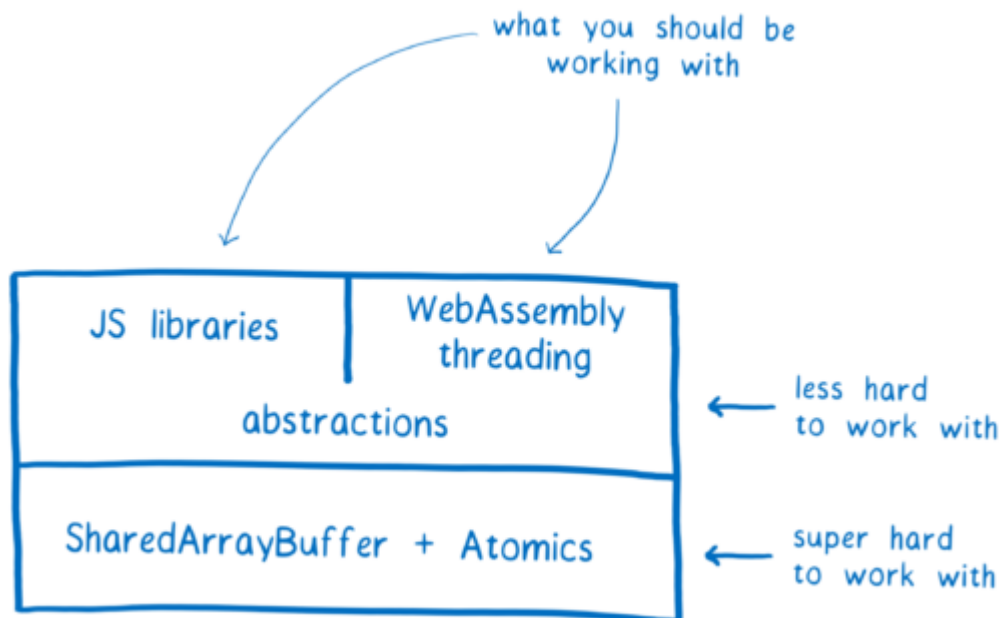 what you should be
working with
JS libraries
WebAssembly
threading
abstractions
less hard
to work with
SharedArrayBuffer + Atomics
super hard
to work with